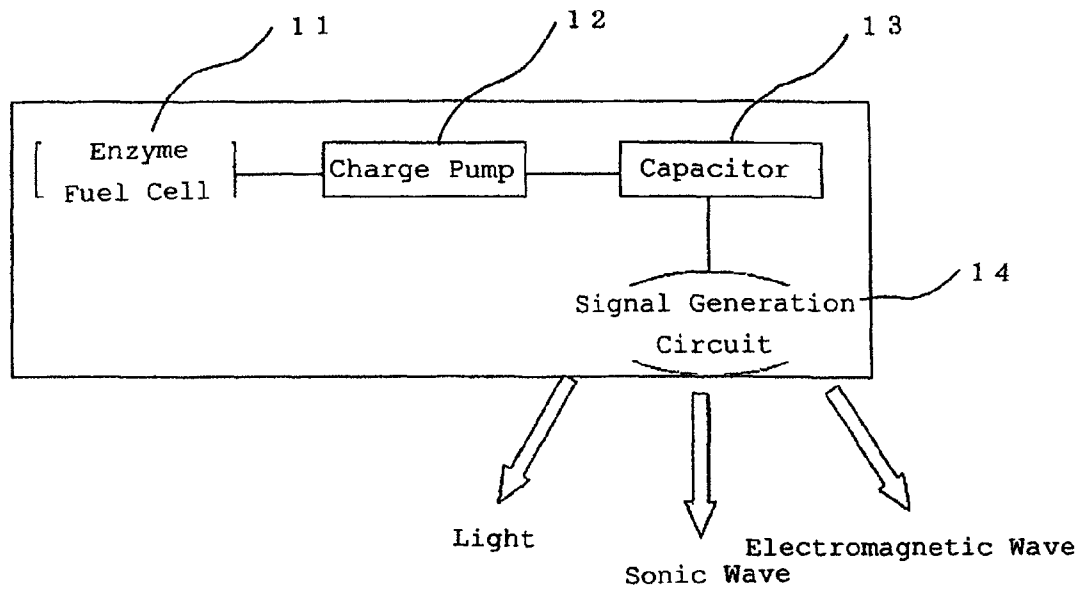 11
12
13
Enzyme
Fuel Cell
Charge Pump
Capacitor
14
Signal Generation
Circuit
Light
Sonic Wave
Electromagnetic Wave